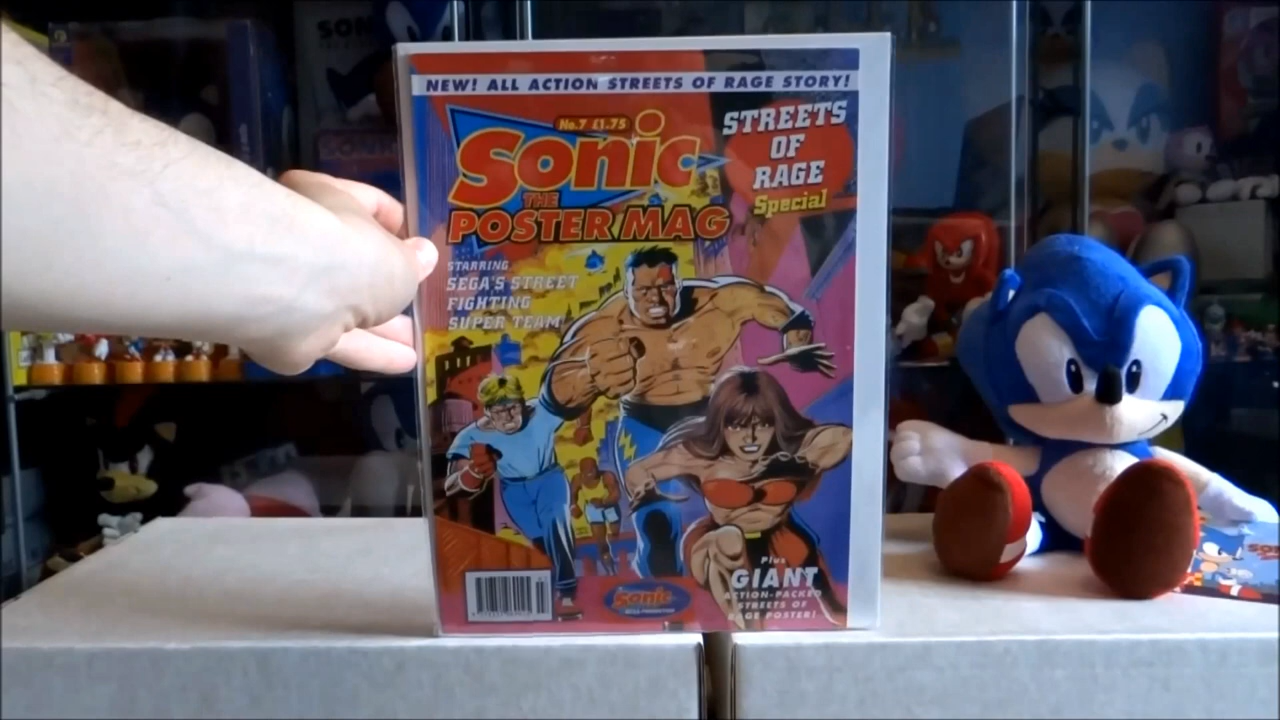 NEW! ALL ACTION STREETS OF RAGE STORY!
No.7 £1.75
Sonic
THE
POSTER MAG
STREETS
OF
RAGE
Special
STARRING
SEGA'S STREET
FIGHTING
SUPER TEAM
Plus
GIANT
ACTION-PACKED
STREETS OF
RAGE POSTER!
Sonic
SONIC